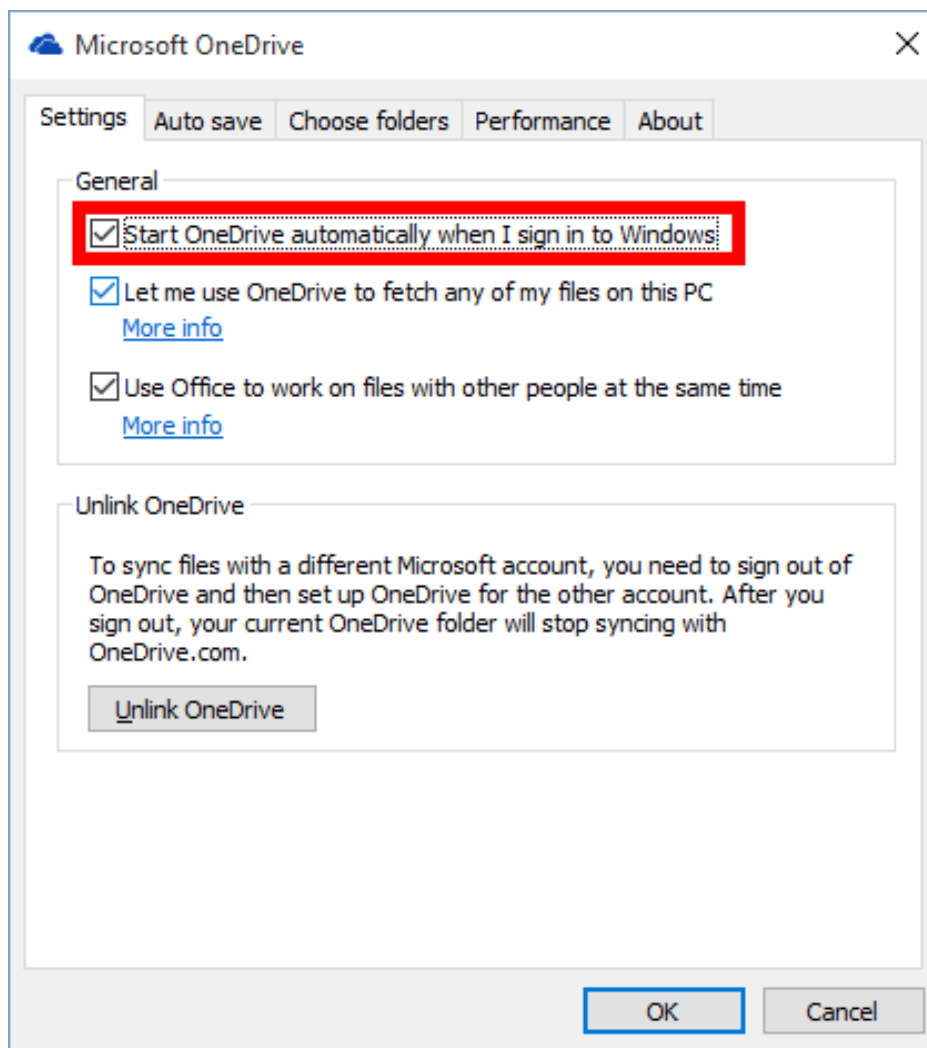 Microsoft OneDrive
Settings Auto save Choose folders Performance About
General
Start OneDrive automatically when I sign in to Windows
Let me use OneDrive to fetch any of my files on this PC
More info
Use Office to work on files with other people at the same time
More info
Unlink OneDrive
To sync files with a different Microsoft account, you need to sign out of
OneDrive and then set up OneDrive for the other account. After you
sign out, your current OneDrive folder will stop syncing with
OneDrive.com.
Unlink OneDrive
OK Cancel